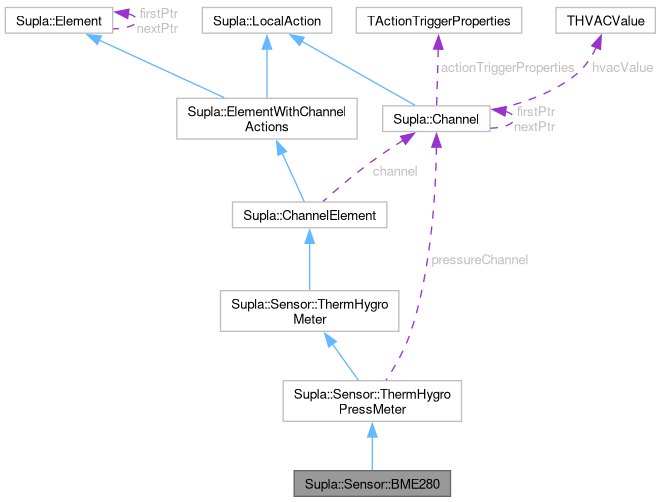 Supla::Element
firstPtr
nextPtr
Supla::LocalAction
TActionTriggerProperties
THVACValue
actionTriggerProperties
hvacValue
Supla::ElementWithChannel
Actions
Supla::Channel
firstPtr
nextPtr
channel
Supla::ChannelElement
pressureChannel
Supla::Sensor::ThermHygro
Meter
Supla::Sensor::ThermHygro
PressMeter
Supla::Sensor::BME280